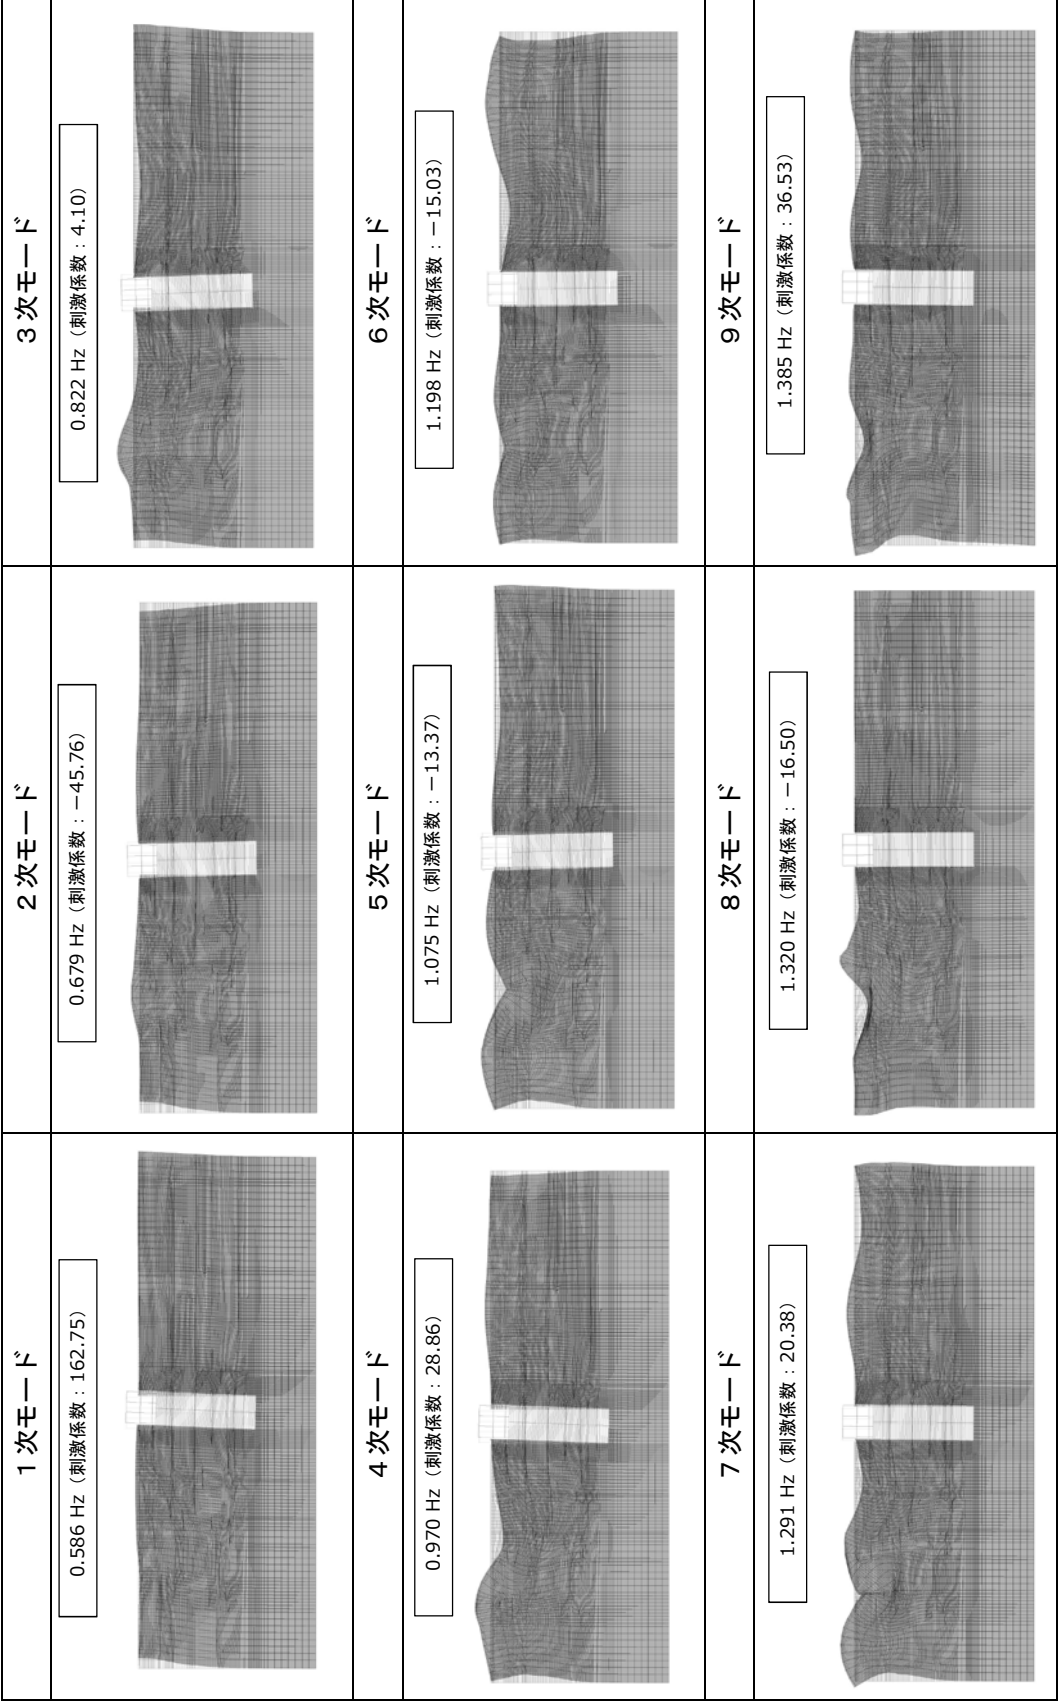 1次モード
0.586 Hz（刺激係数：162.75）
2次モード
0.679 Hz（刺激係数：－45.76）
3次モード
0.822 Hz（刺激係数：4.10）
4次モード
0.970 Hz（刺激係数：28.86）
5次モード
1.075 Hz（刺激係数：－13.37）
6次モード
1.198 Hz（刺激係数：－15.03）
7次モード
1.291 Hz（刺激係数：20.38）
8次モード
1.320 Hz（刺激係数：－16.50）
9次モード
1.385 Hz（刺激係数：36.53）